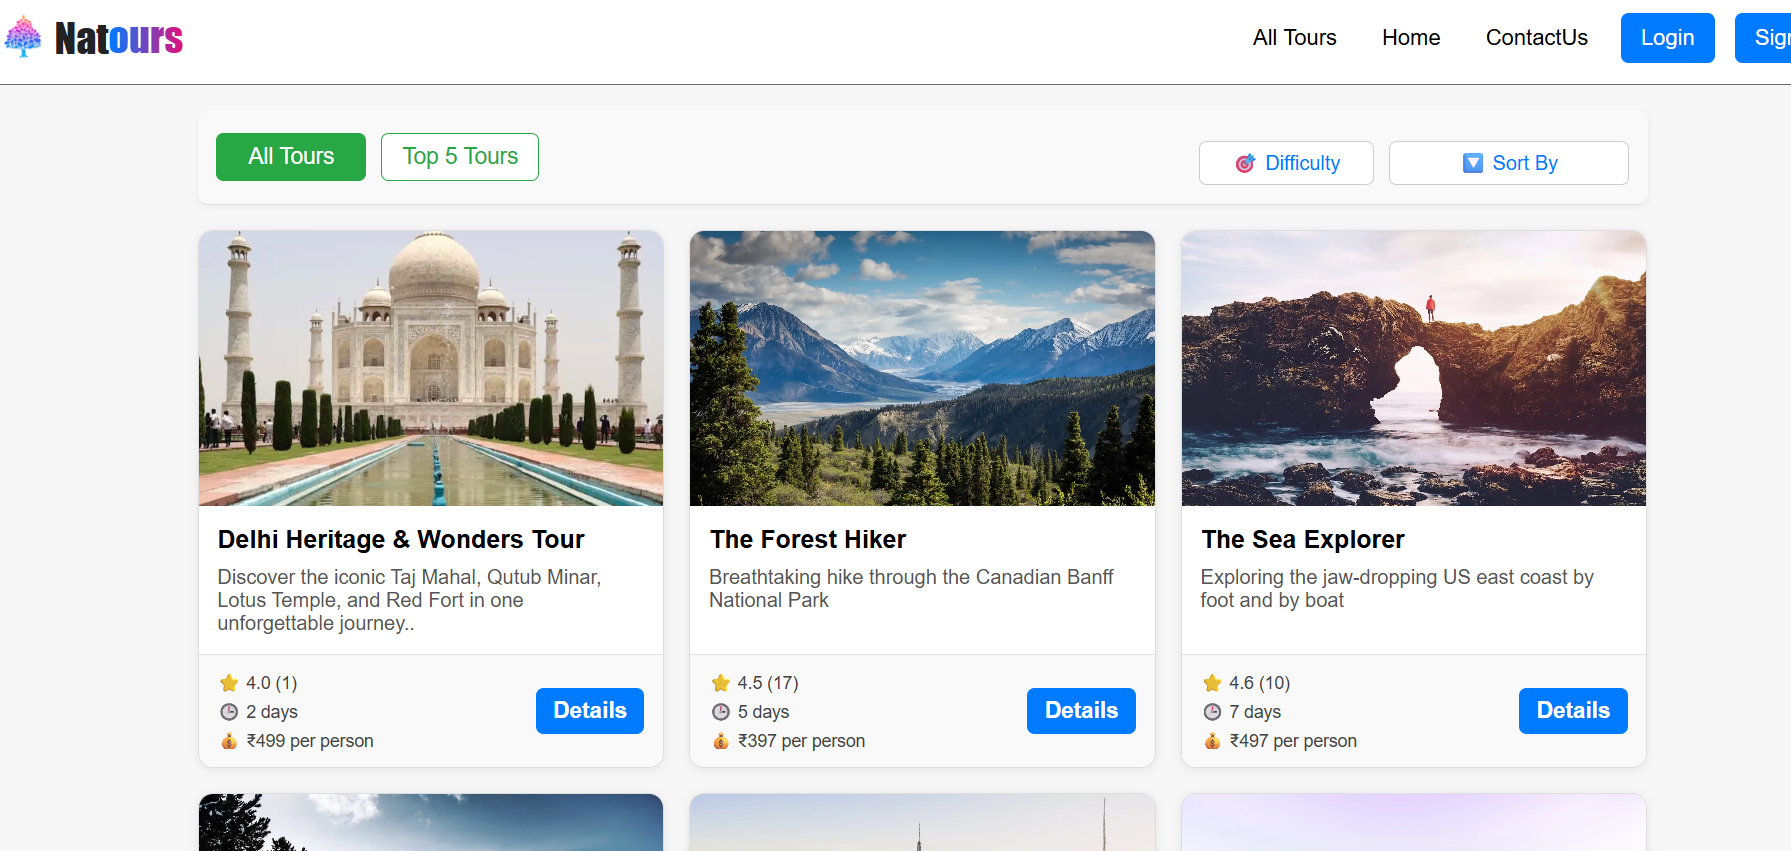 Natours
All Tours
Home
ContactUs
Login
All Tours
Top 5 Tours
Difficulty
Sort By
Delhi Heritage & Wonders Tour
Discover the iconic Taj Mahal, Qutub Minar,
Lotus Temple, and Red Fort in one
unforgettable journey..
4.0 (1)
2 days
₹499 per person
Details
The Forest Hiker
Breathtaking hike through the Canadian Banff
National Park
4.5 (17)
5 days
₹397 per person
Details
The Sea Explorer
Exploring the jaw-dropping US east coast by
foot and by boat
4.6 (10)
7 days
₹497 per person
Details